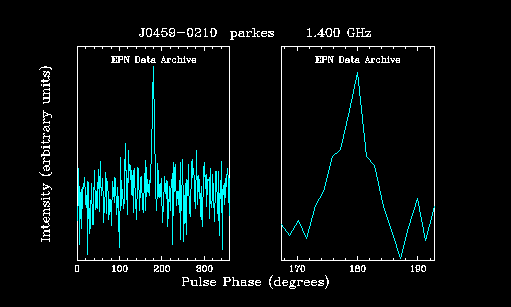 J0459-0210 parkes 1.400 GHz
EPN Data Archive
EPN Data Archive
Intensity (arbitrary units)
0 100 200 300
170 180 190
Pulse Phase (degrees)